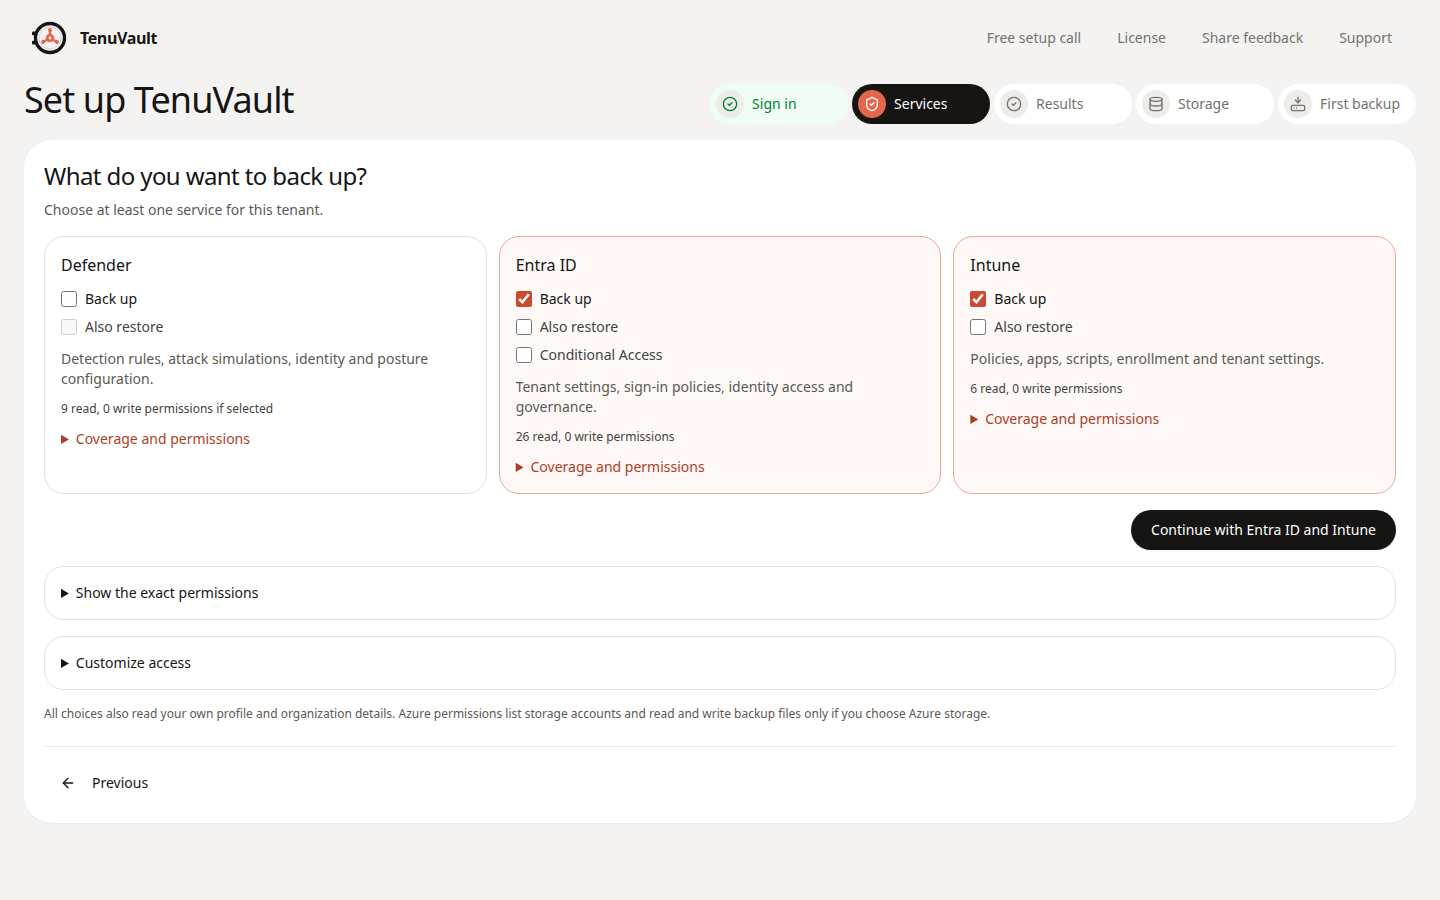 TenuVault
Free setup call
License
Share feedback
Support
Set up TenuVault
Sign in
Services
Results
Storage
First backup
What do you want to back up?
Choose at least one service for this tenant.
Defender
Back up
Also restore
Detection rules, attack simulations, identity and posture
configuration.
9 read, 0 write permissions if selected
Coverage and permissions
Entra ID
Back up
Also restore
Conditional Access
Tenant settings, sign-in policies, identity access and
governance.
26 read, 0 write permissions
Coverage and permissions
Intune
Back up
Also restore
Policies, apps, scripts, enrollment and tenant settings.
6 read, 0 write permissions
Coverage and permissions
Continue with Entra ID and Intune
Show the exact permissions
Customize access
All choices also read your own profile and organization details. Azure permissions list storage accounts and read and write backup files only if you choose Azure storage.
Previous